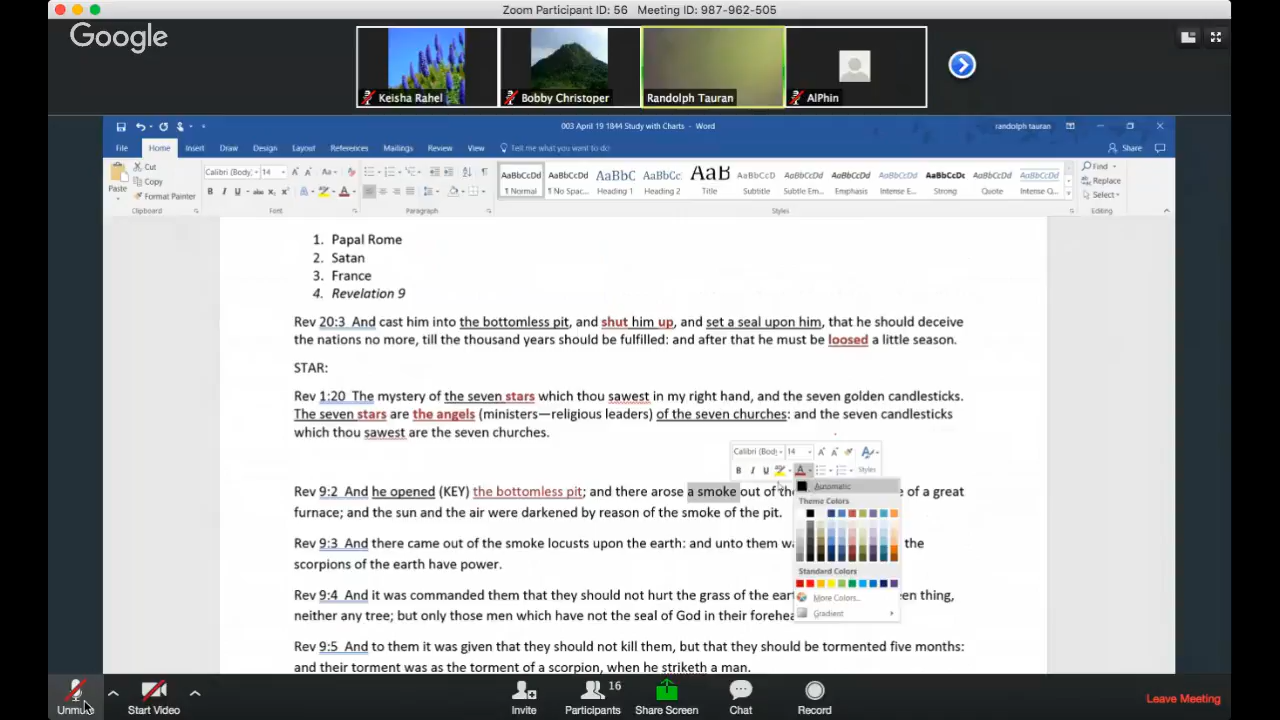 Zoom Participant ID: 56 Meeting ID: 987-962-505
Google
Keisha Rahel
Bobby Christoper
Randolph Tauran
AlPhin
003 April 19 1844 Study with Charts - Word
randolph tauran
File Home Insert Draw Design Layout References Mailings Review View Tell me what you want to do Share
Paste
Cut
Copy
Format Painter
Clipboard
Calibri (Body) 14
Font
Paragraph
AaBbCcDd AaBbCcDd AaBbC AaBbCc AaB AaBbCcD AaBbCcDd AaBbCcDd AaBbCcDd AaBbCcDd AaBbCcDd AaBbCcDd
¶ Normal ¶ No Spac... Heading 1 Heading 2 Title Subtitle Subtle Em... Emphasis Intense E... Strong Quote Intense Q...
Styles
Find
Replace
Select
Editing
1. Papal Rome
2. Satan
3. France
4. Revelation 9
Rev 20:3 And cast him into the bottomless pit, and shut him up, and set a seal upon him, that he should deceive
the nations no more, till the thousand years should be fulfilled: and after that he must be loosed a little season.
STAR:
Rev 1:20 The mystery of the seven stars which thou sawest in my right hand, and the seven golden candlesticks.
The seven stars are the angels (ministers—religious leaders) of the seven churches: and the seven candlesticks
which thou sawest are the seven churches.
Calibri (Body) 14
B I U Styles
Automatic
Theme Colors
Standard Colors
More Colors...
Gradient
Rev 9:2 And he opened (KEY) the bottomless pit; and there arose a smoke out of the of a great
furnace; and the sun and the air were darkened by reason of the smoke of the pit.
Rev 9:3 And there came out of the smoke locusts upon the earth: and unto them the
scorpions of the earth have power.
Rev 9:4 And it was commanded them that they should not hurt the grass of the thing,
neither any tree; but only those men which have not the seal of God in their
Rev 9:5 And to them it was given that they should not kill them, but that they should be tormented five months:
and their torment was as the torment of a scorpion, when he striketh a man.
Unmute
Start Video
Invite
16
Participants
Share Screen
Chat
Record
Leave Meeting